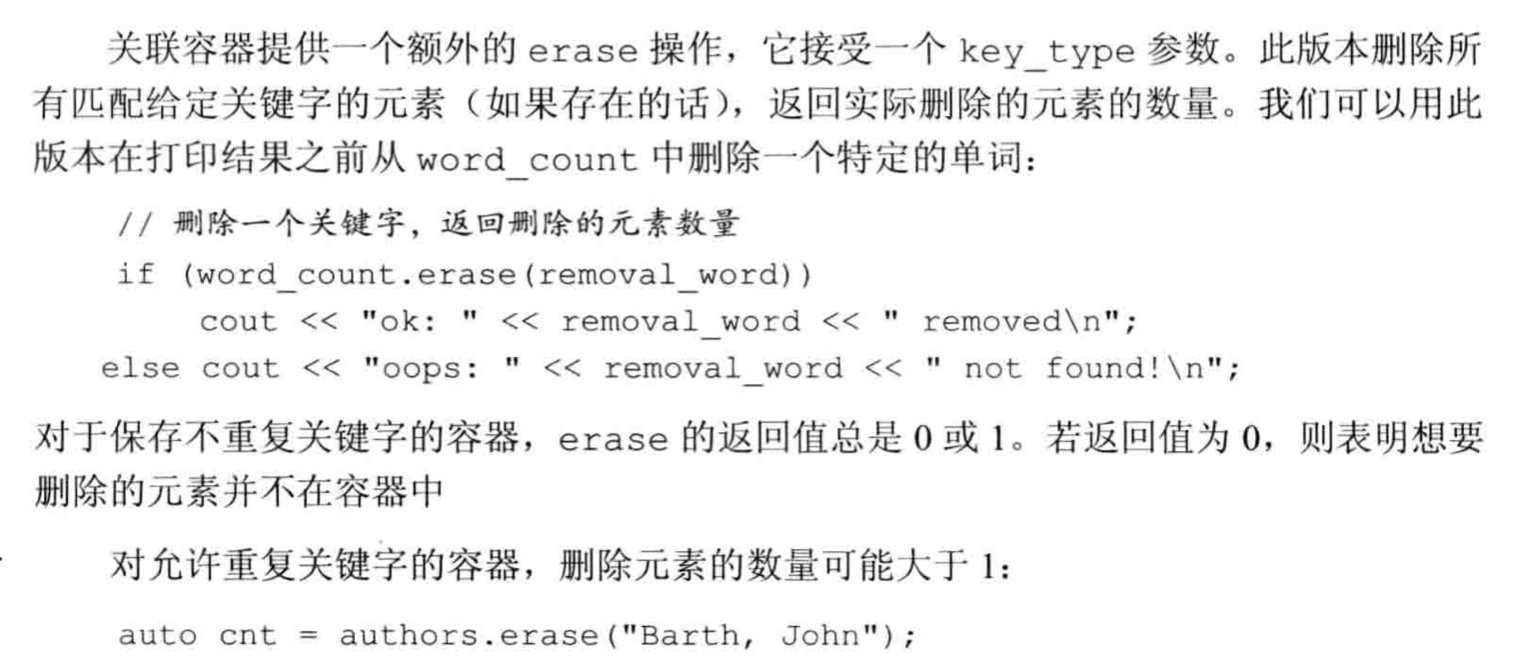 关联容器提供一个额外的 erase 操作，它接受一个 key_type 参数。此版本删除所
有匹配给定关键字的元素（如果存在的话），返回实际删除的元素的数量。我们可以用此
版本在打印结果之前从 word_count 中删除一个特定的单词：
// 删除一个关键字，返回删除的元素数量
if (word_count.erase(removal_word))
cout << "ok: " << removal_word << " removed\n";
else cout << "oops: " << removal_word << " not found!\n";
对于保存不重复关键字的容器，erase 的返回值总是 0 或 1。若返回值为 0，则表明想要
删除的元素并不在容器中
对允许重复关键字的容器，删除元素的数量可能大于 1：
auto cnt = authors.erase("Barth, John");